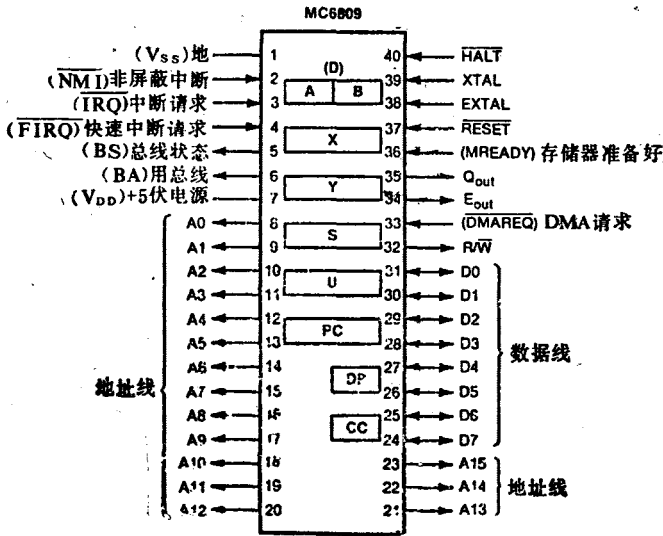 MC6809
(VSS)地 1
(N̅M̅I̅)非屏蔽中断 2
(I̅R̅Q̅)中断请求 3
(F̅I̅R̅Q̅)快速中断请求 4
(BS)总线状态 5
(BA)用总线 6
(VDD)+5伏电源 7
A0 8
A1 9
A2 10
A3 11
A4 12
A5 13
A6 14
A7 15
A8 16
A9 17
A10 18
A11 19
A12 20
地址线
(D)
A B
X
Y
S
U
PC
DP
CC
40 H̅A̅L̅T̅
39 XTAL
38 EXTAL
37 R̅E̅S̅E̅T̅
36 (MREADY)存储器准备好
35 Qout
34 Eout
33 (D̅M̅A̅R̅E̅Q̅) DMA请求
32 R/W̅
31 D0
30 D1
29 D2
28 D3
27 D4
26 D5
25 D6
24 D7
数据线
23 A15
22 A14
21 A13
地址线